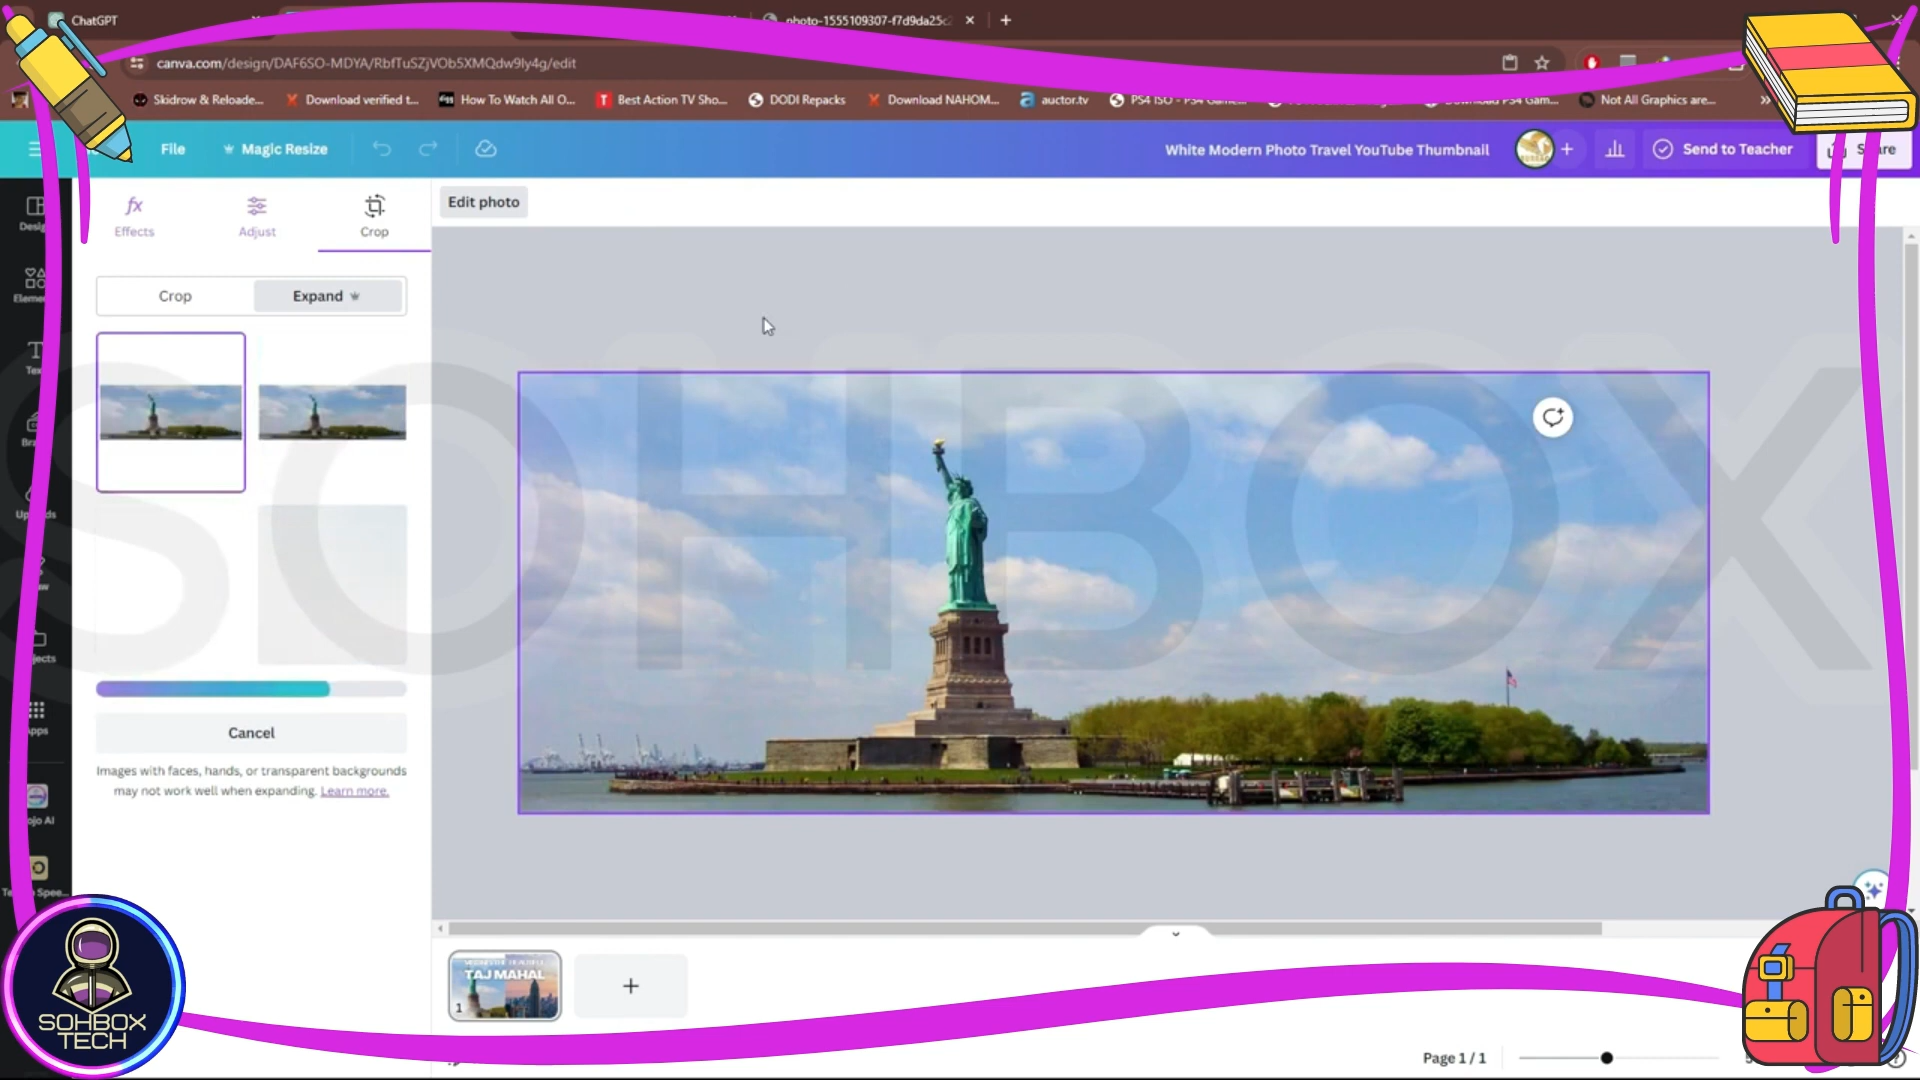 ChatGPT
photo-1555109307-f7d9da25c
canva.com/design/DAF6SO-MDYA/RbfTuSZjVOb5XMQdw9ly4g/edit
Skidrow & Reloade...
Download verified t...
How To Watch All O...
Best Action TV Sho...
DODI Repacks
Download NAHOM...
auctor.tv
Not All Graphics are...
File
Magic Resize
White Modern Photo Travel YouTube Thumbnail
Send to Teacher
Share
Effects
Adjust
Crop
Edit photo
Crop
Expand
Cancel
Images with faces, hands, or transparent backgrounds
may not work well when expanding. Learn more.
SOHBOX
TAJ MAHAL
1
SOHBOX
TECH
Page 1 / 1